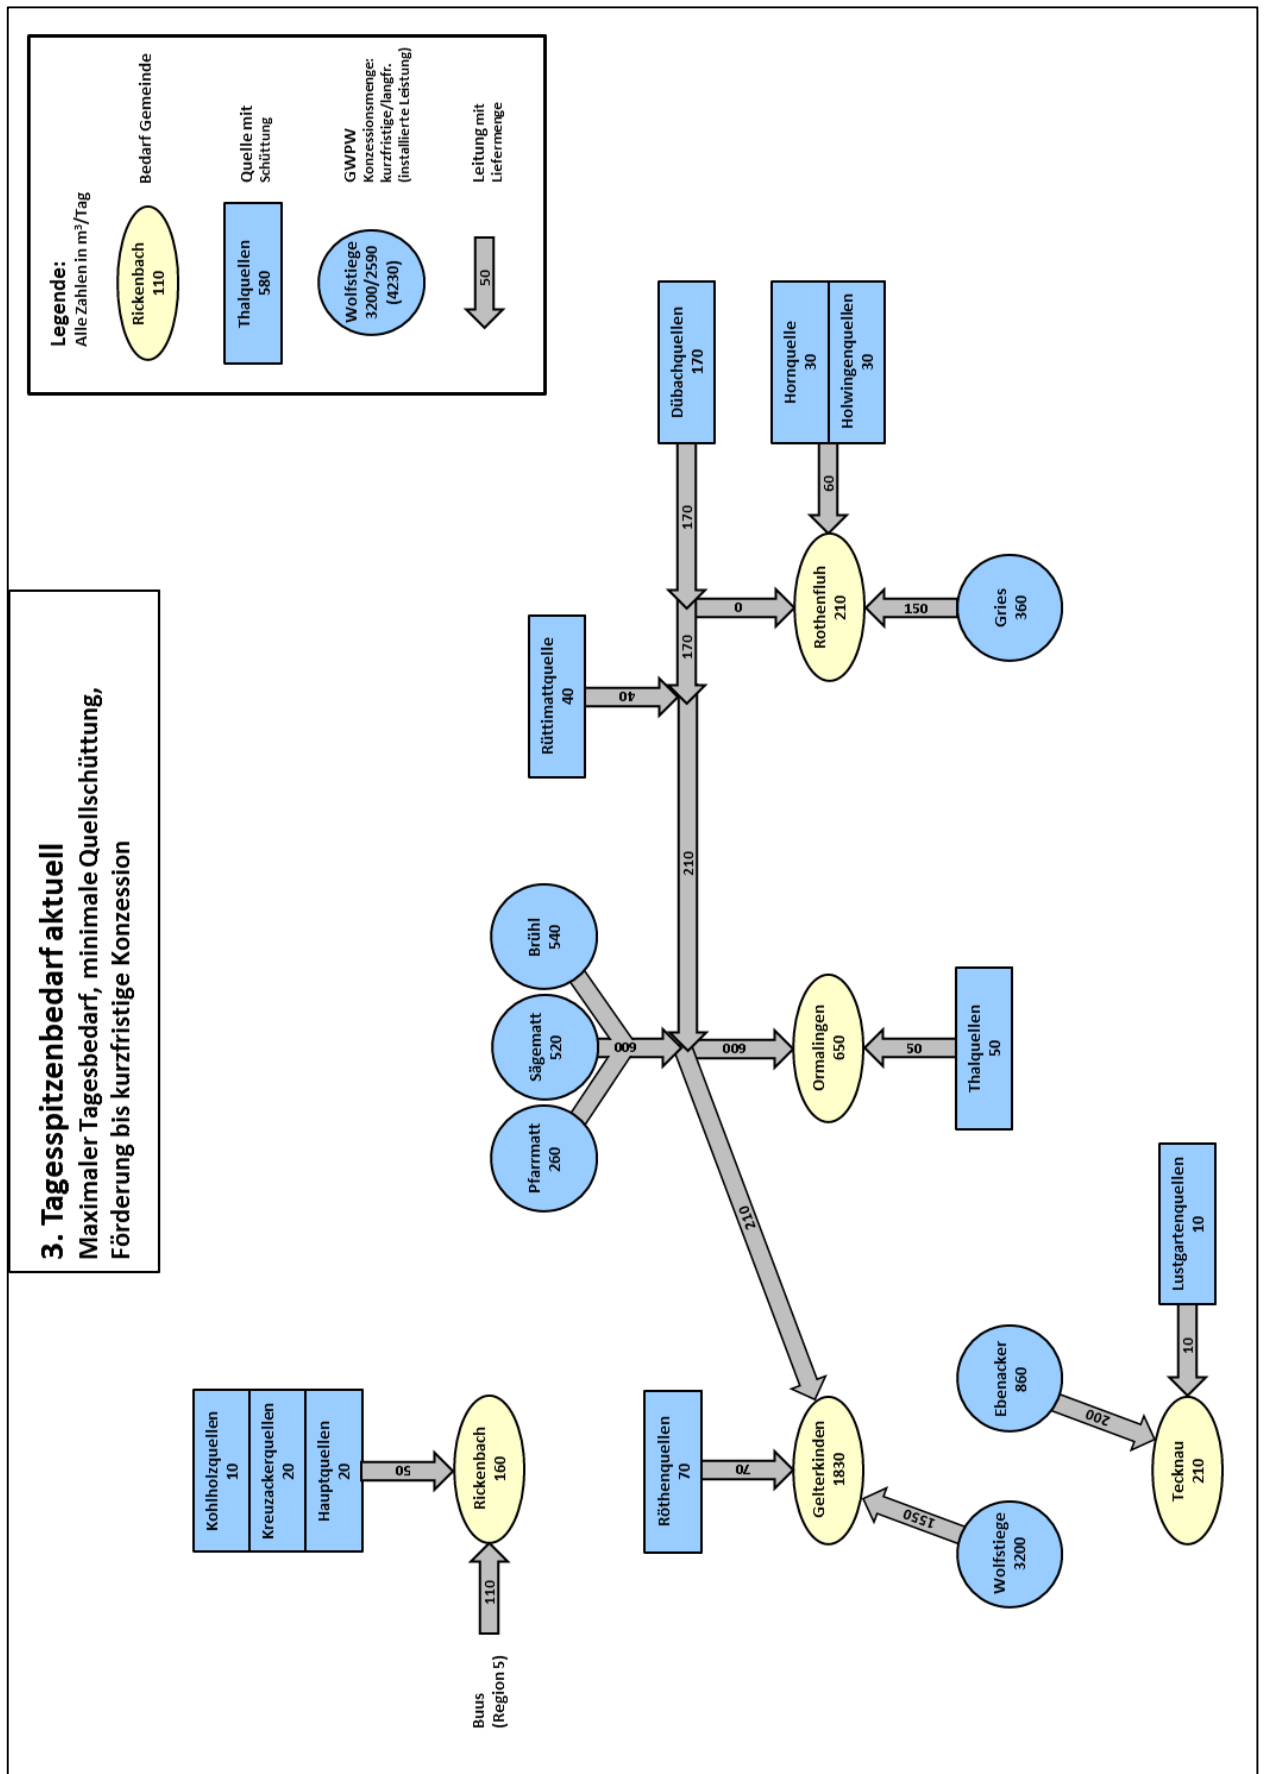 3. Tagesspitzenbedarf aktuell
Maximaler Tagesbedarf, minimale Quellschüttung,
Förderung bis kurzfristige Konzession
Legende:
Alle Zahlen in m³/Tag
Rickenbach
110
Bedarf Gemeinde
Thalquellen
580
Quelle mit
Schüttung
Wolfstiege
3200/2590
(4230)
GWPW
Konzessionsmenge:
kurzfristige/langfr.
(installierte Leistung)
50
Leitung mit
Liefermenge
Kohlholzquellen
10
Kreuzackerquellen
20
Hauptquellen
20
50
Buus
(Region 5)
110
Rickenbach
160
Pfarrmatt
260
Sägematt
520
Brühl
540
600
Rüttimattquelle
40
40
Röthenquellen
70
70
210
210
170
170
Dübachquellen
170
600
0
Gelterkinden
1830
Ormalingen
650
Rothenfluh
210
60
Hornquelle
30
Holwingenquellen
30
1550
Wolfstiege
3200
Ebenacker
860
50
Thalquellen
50
150
Gries
360
200
Tecknau
210
10
Lustgartenquellen
10